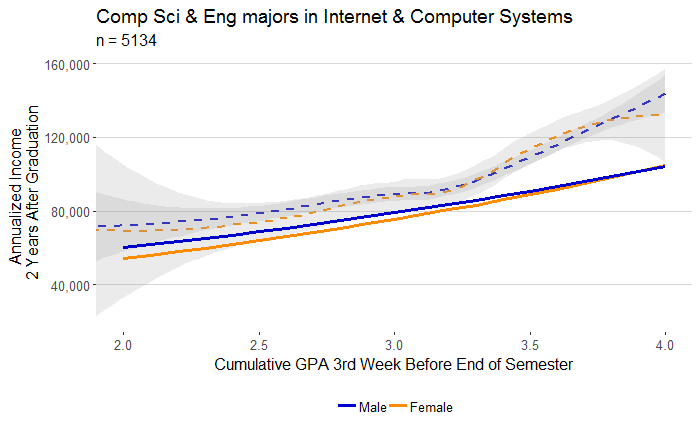 Comp Sci & Eng majors in Internet & Computer Systems
n = 5134
Annualized Income
2 Years After Graduation
160,000
120,000
80,000
40,000
2.0 2.5 3.0 3.5 4.0
Cumulative GPA 3rd Week Before End of Semester
Male Female